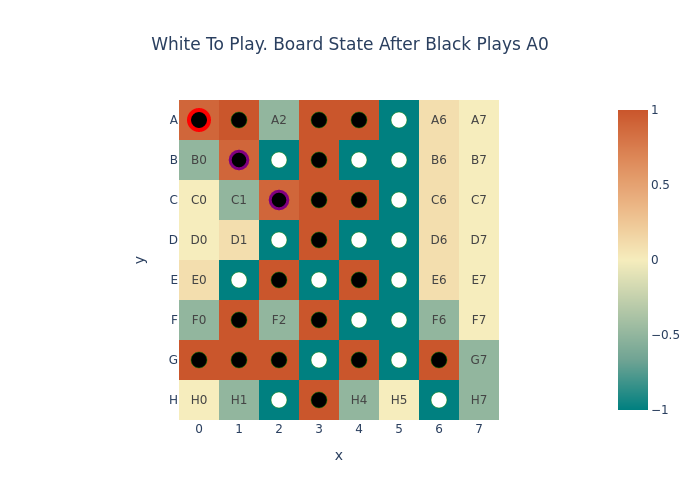 White To Play. Board State After Black Plays A0
A A2 A6 A7
B B0 B6 B7
C C0 C1 C6 C7
D D0 D1 D6 D7
E E0 E6 E7
F F0 F2 F6 F7
G G7
H H0 H1 H4 H5 H7
0 1 2 3 4 5 6 7
x
y
1
0.5
0
−0.5
−1